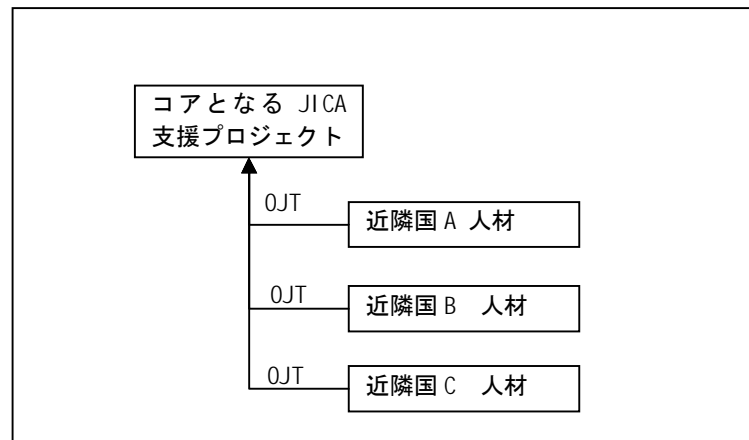 コアとなる JICA
支援プロジェクト
OJT
近隣国 A 人材
OJT
近隣国 B 人材
OJT
近隣国 C 人材